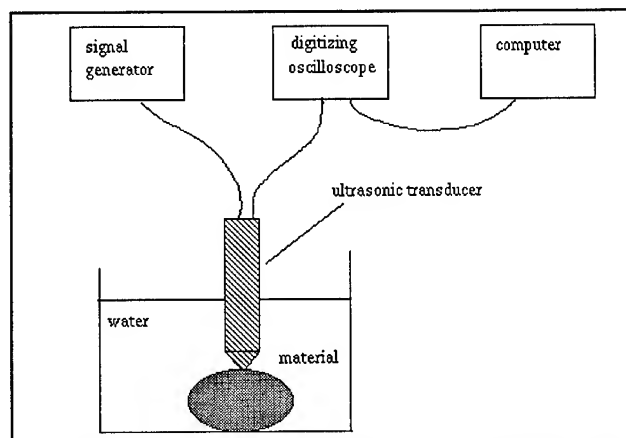 signal
generator
digitizing
oscilloscope
computer
ultrasonic transducer
water
material